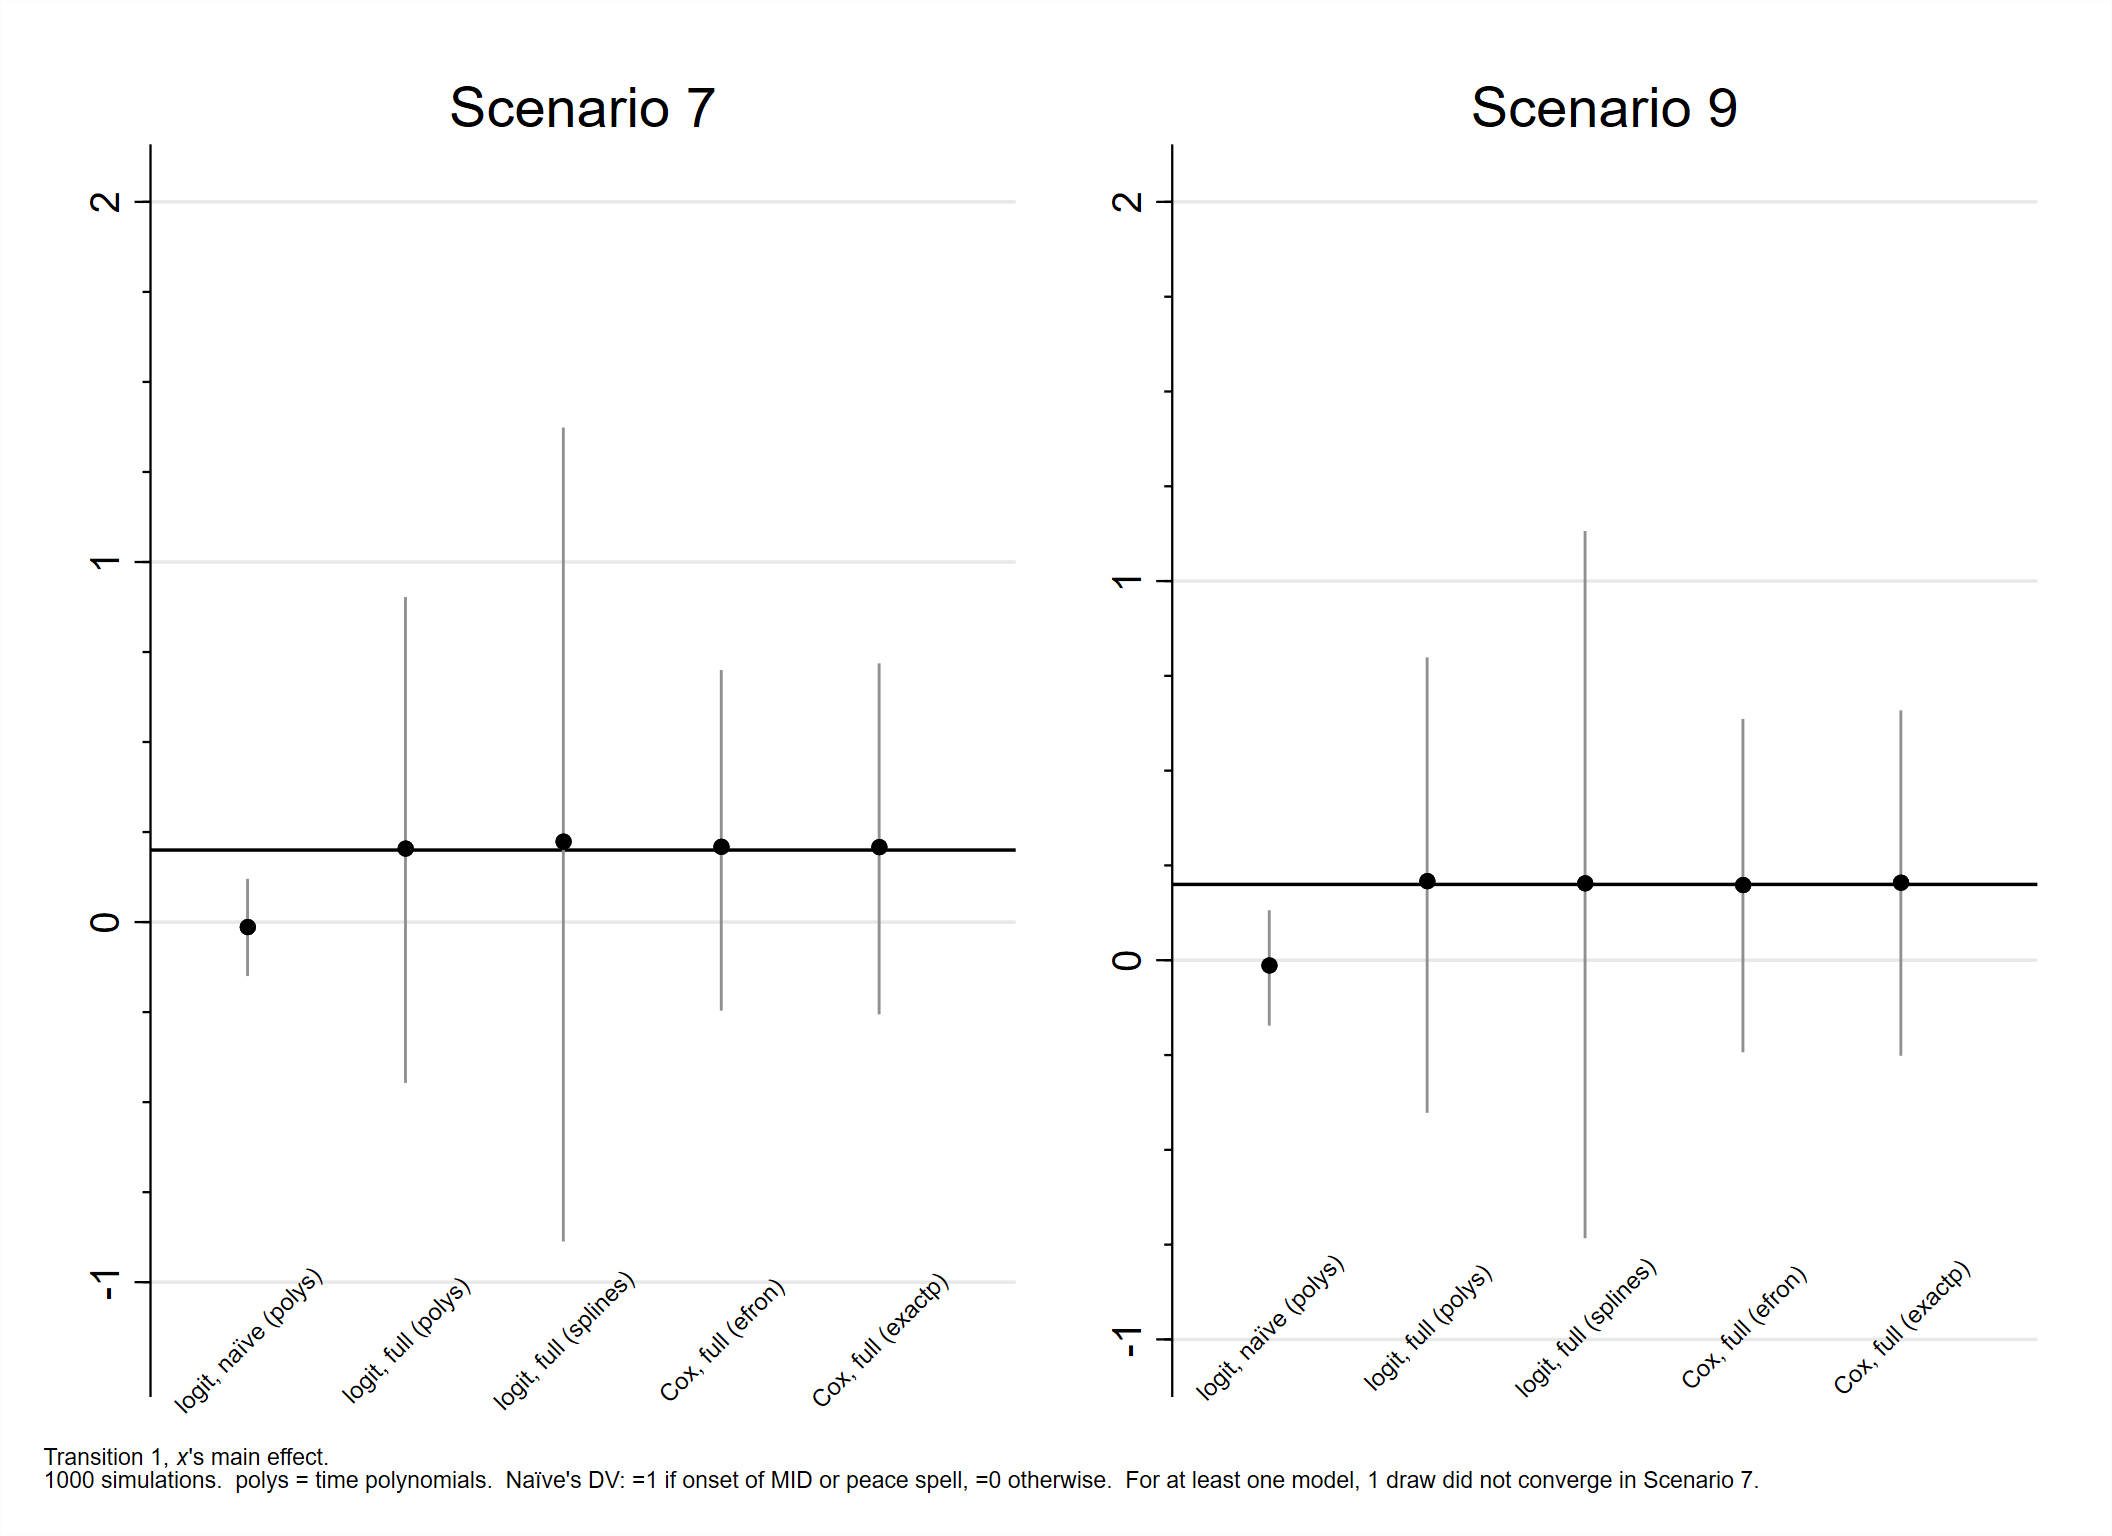 Scenario 7
2
1
0
-1
logit, naïve (polys)
logit, full (polys)
logit, full (splines)
Cox, full (efron)
Cox, full (exactp)
Scenario 9
2
1
0
-1
logit, naïve (polys)
logit, full (polys)
logit, full (splines)
Cox, full (efron)
Cox, full (exactp)
Transition 1, x's main effect.
1000 simulations.  polys = time polynomials.  Naïve's DV: =1 if onset of MID or peace spell, =0 otherwise.  For at least one model, 1 draw did not converge in Scenario 7.